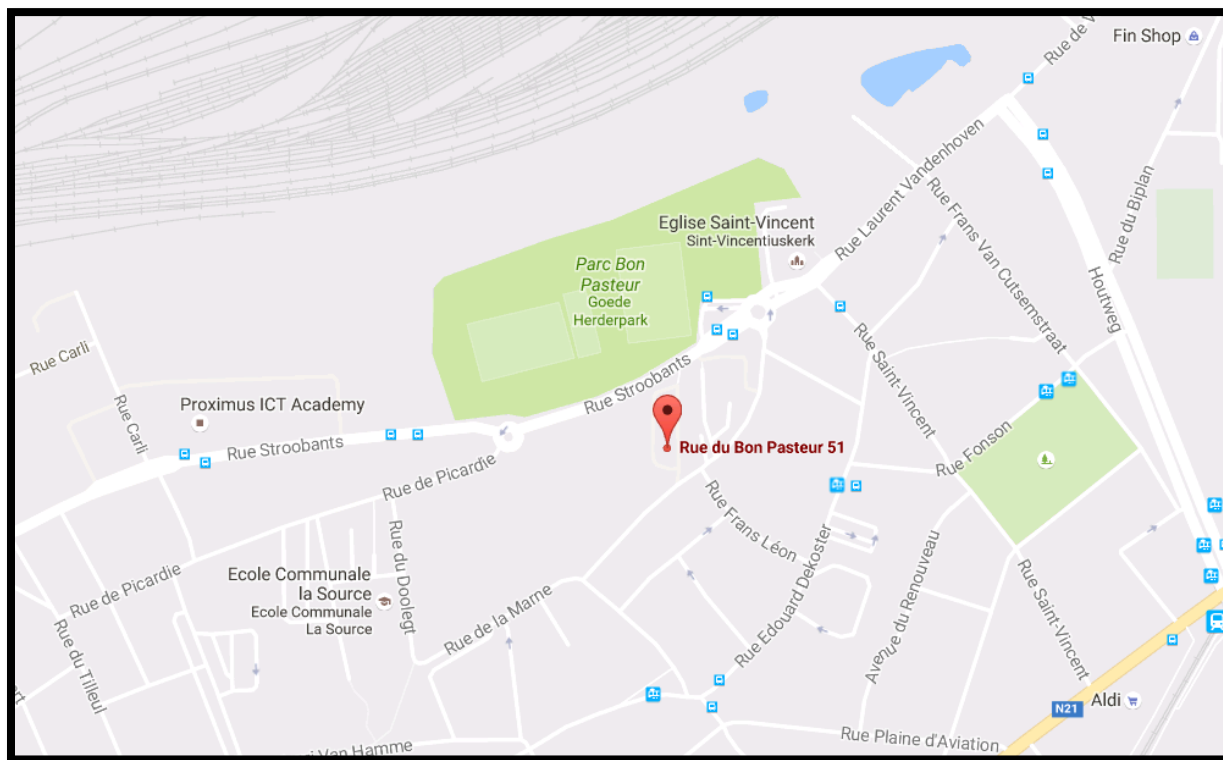 Fin Shop
Rue de V
Rue Laurent Vandenhoven
Rue du Biplan
Rue Frans Van Cutsemstraat
Eglise Saint-Vincent
Sint-Vincentiuskerk
Parc Bon
Pasteur
Goede
Herderpark
Houtweg
Rue Carli
Rue Carli
Rue Saint-Vincent
Rue Stroobants
Proximus ICT Academy
Rue Stroobants
Rue du Bon Pasteur 51
Rue Fonson
Rue de Picardie
Rue Frans Léon
Rue du Doolegt
Rue Edouard Dekoster
Avenue du Renouveau
Rue Saint-Vincent
Rue de Picardie
Ecole Communale
la Source
Ecole Communale
La Source
Rue de la Marne
Rue du Tilleul
Aldi
N21
Rue Plaine d'Aviation
ri Van Hamme